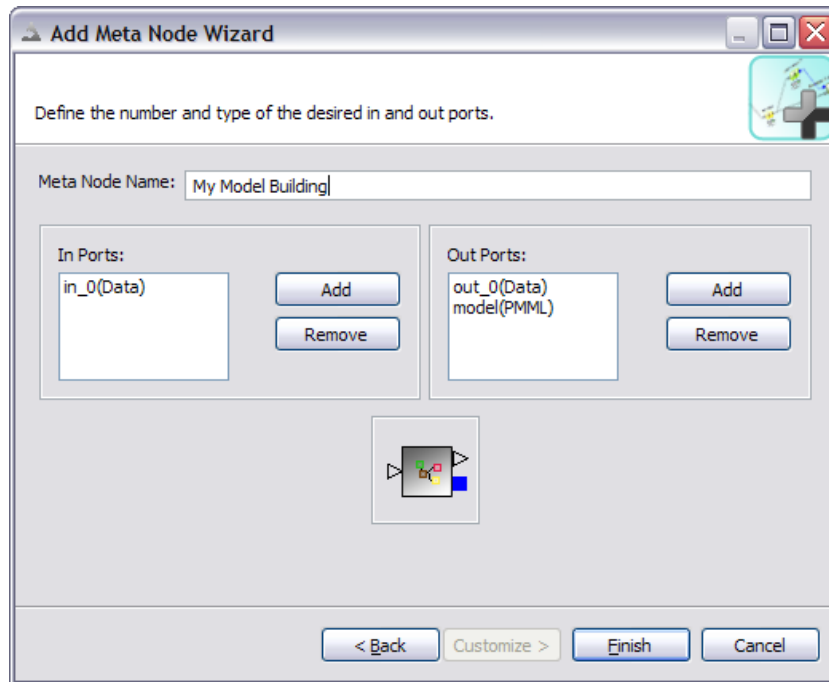 Add Meta Node Wizard
Define the number and type of the desired in and out ports.
Meta Node Name: My Model Building
In Ports:
in_0(Data)
Add
Remove
Out Ports:
out_0(Data)
model(PMML)
Add
Remove
< Back
Customize >
Finish
Cancel